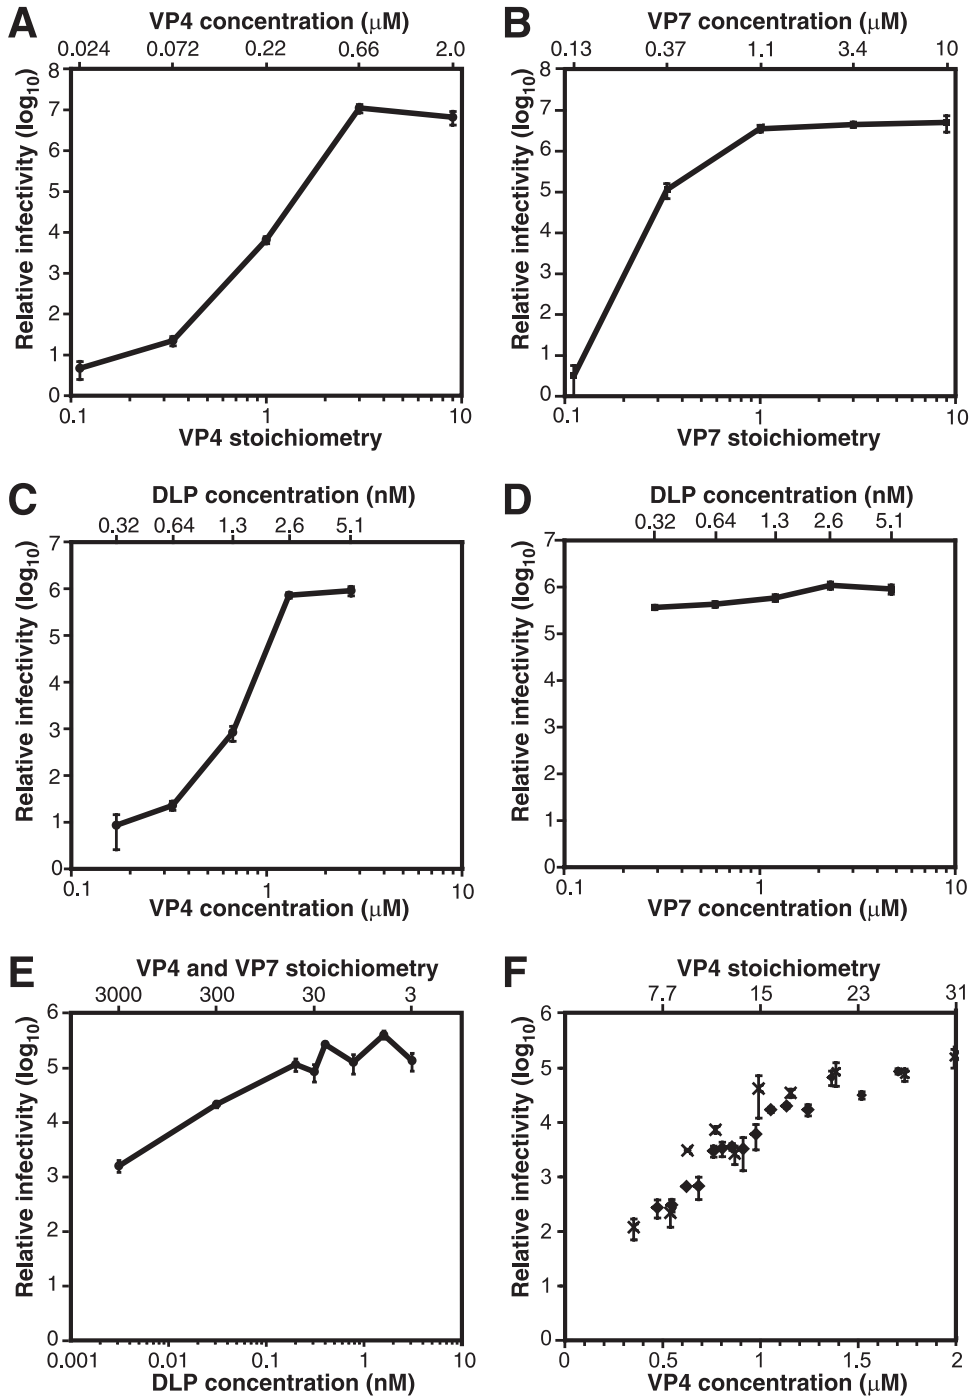 A
VP4 concentration (μM)
0.024 0.072 0.22 0.66 2.0
Relative infectivity (log10)
8
7
6
5
4
3
2
1
0
0.1 1 10
VP4 stoichiometry
B
VP7 concentration (μM)
0.13 0.37 1.1 3.4 10
Relative infectivity (log10)
8
7
6
5
4
3
2
1
0
0.1 1 10
VP7 stoichiometry
C
DLP concentration (nM)
0.32 0.64 1.3 2.6 5.1
Relative infectivity (log10)
7
6
5
4
3
2
1
0
0.1 1 10
VP4 concentration (μM)
D
DLP concentration (nM)
0.32 0.64 1.3 2.6 5.1
Relative infectivity (log10)
7
6
5
4
3
2
1
0
0.1 1 10
VP7 concentration (μM)
E
VP4 and VP7 stoichiometry
3000 300 30 3
Relative infectivity (log10)
6
5
4
3
2
1
0
0.001 0.01 0.1 1 10
DLP concentration (nM)
F
VP4 stoichiometry
7.7 15 23 31
Relative infectivity (log10)
6
5
4
3
2
1
0
0 0.5 1 1.5 2
VP4 concentration (μM)